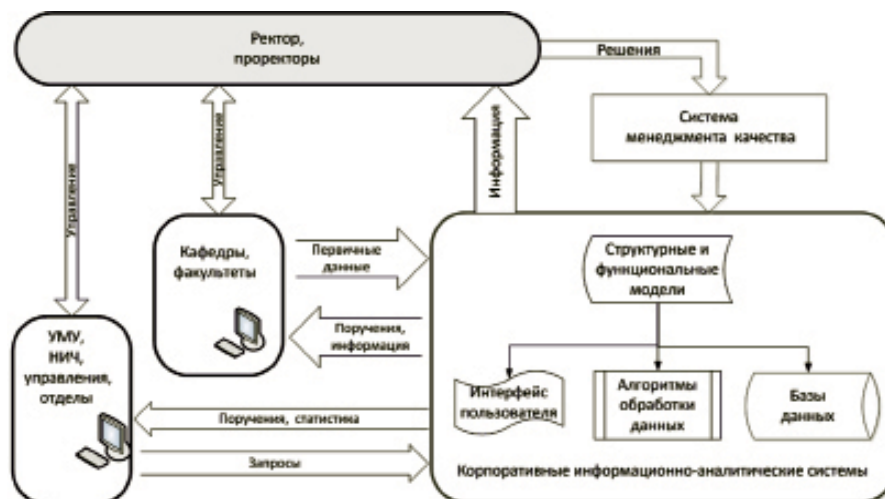 Ректор,
проректоры
Решения
Система
менеджмента качества
Управление
Управление
Информация
Кафедры,
факультеты
Первичные
данные
Структурные и
функциональные
модели
Поручения,
информация
УМУ,
НИЧ,
управления,
отделы
Интерфейс
пользователя
Алгоритмы
обработки
данных
Базы
данных
Поручения, статистика
Запросы
Корпоративные информационно-аналитические системы